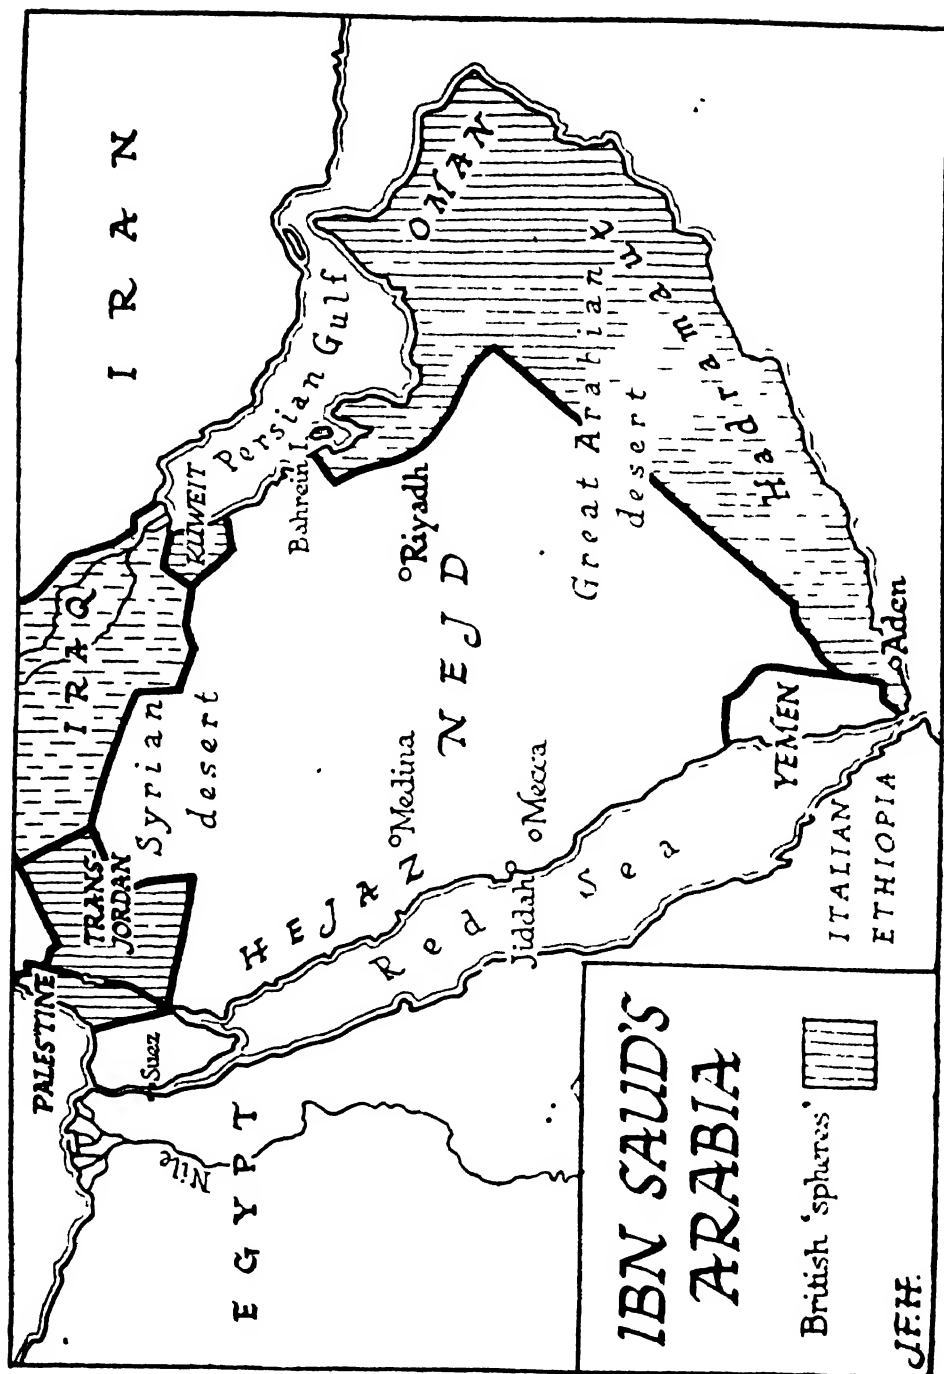 IRAN
PALESTINE
TRANS-
JORDAN
IRAQ
KUWEIT
Persian Gulf
Suez
Syrian
desert
Bahrein I.
OMAN
Nile
EGYPT
HEJAZ
Medina
Riyadh
NEJD
Red Sea
Jiddah
Mecca
Great Arabian
desert
Hadramaut
YEMEN
Aden
ITALIAN
ETHIOPIA
IBN SAUD'S
ARABIA
British 'spheres'
J.F.H.